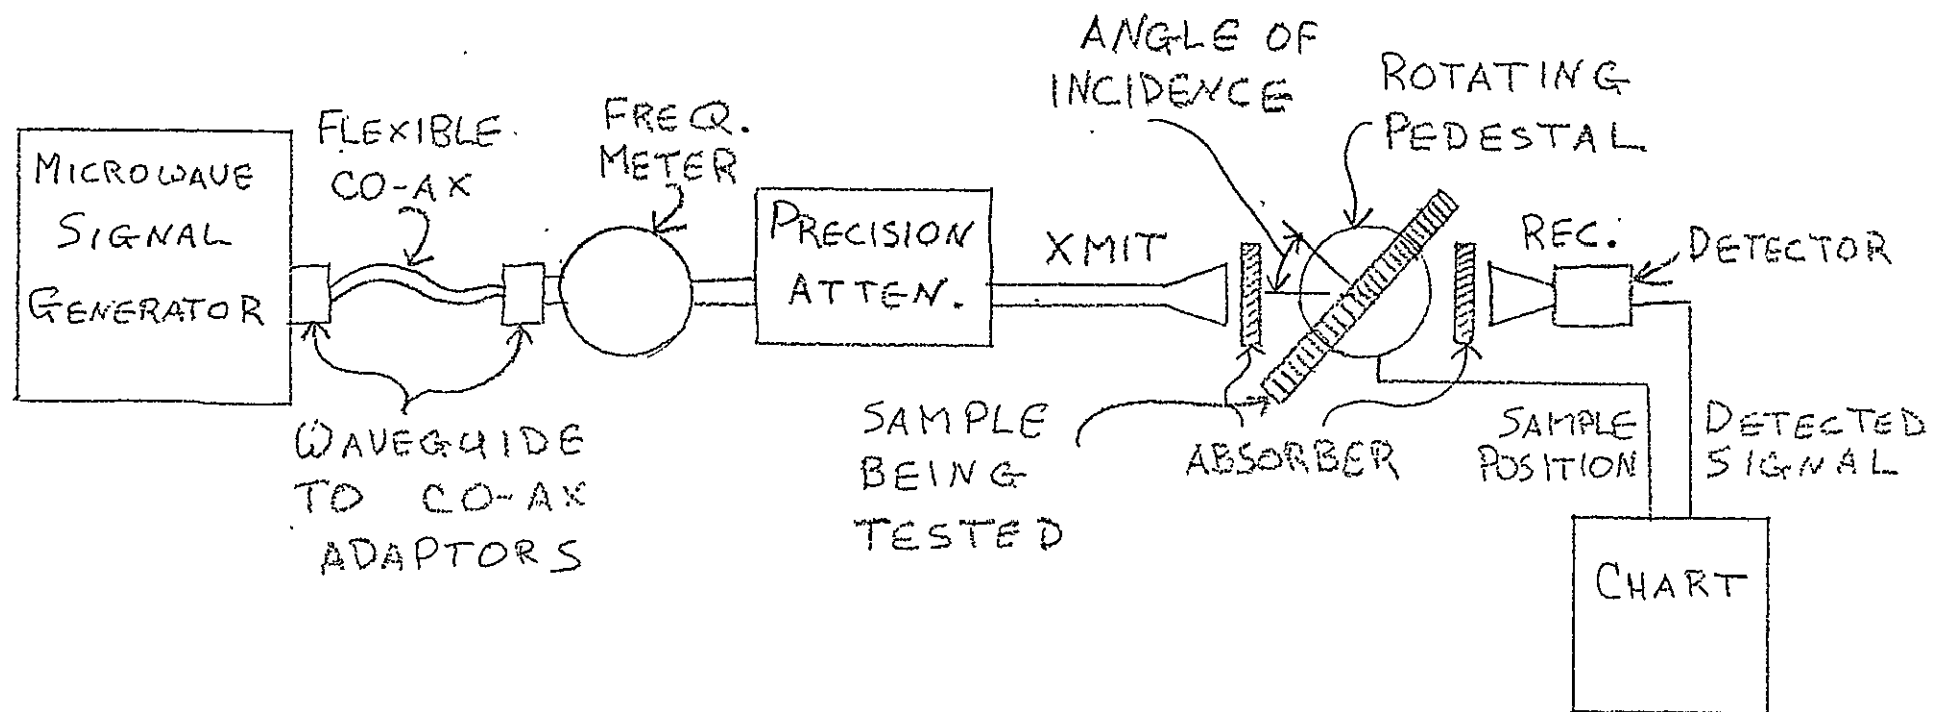 MICROWAVE
SIGNAL
GENERATOR
FLEXIBLE
CO-AX
WAVEGUIDE
TO CO-AX
ADAPTORS
FREQ.
METER
PRECISION
ATTEN.
XMIT
ANGLE OF
INCIDENCE
ROTATING
PEDESTAL
SAMPLE
BEING
TESTED
ABSORBER
REC.
DETECTOR
SAMPLE
POSITION
DETECTED
SIGNAL
CHART